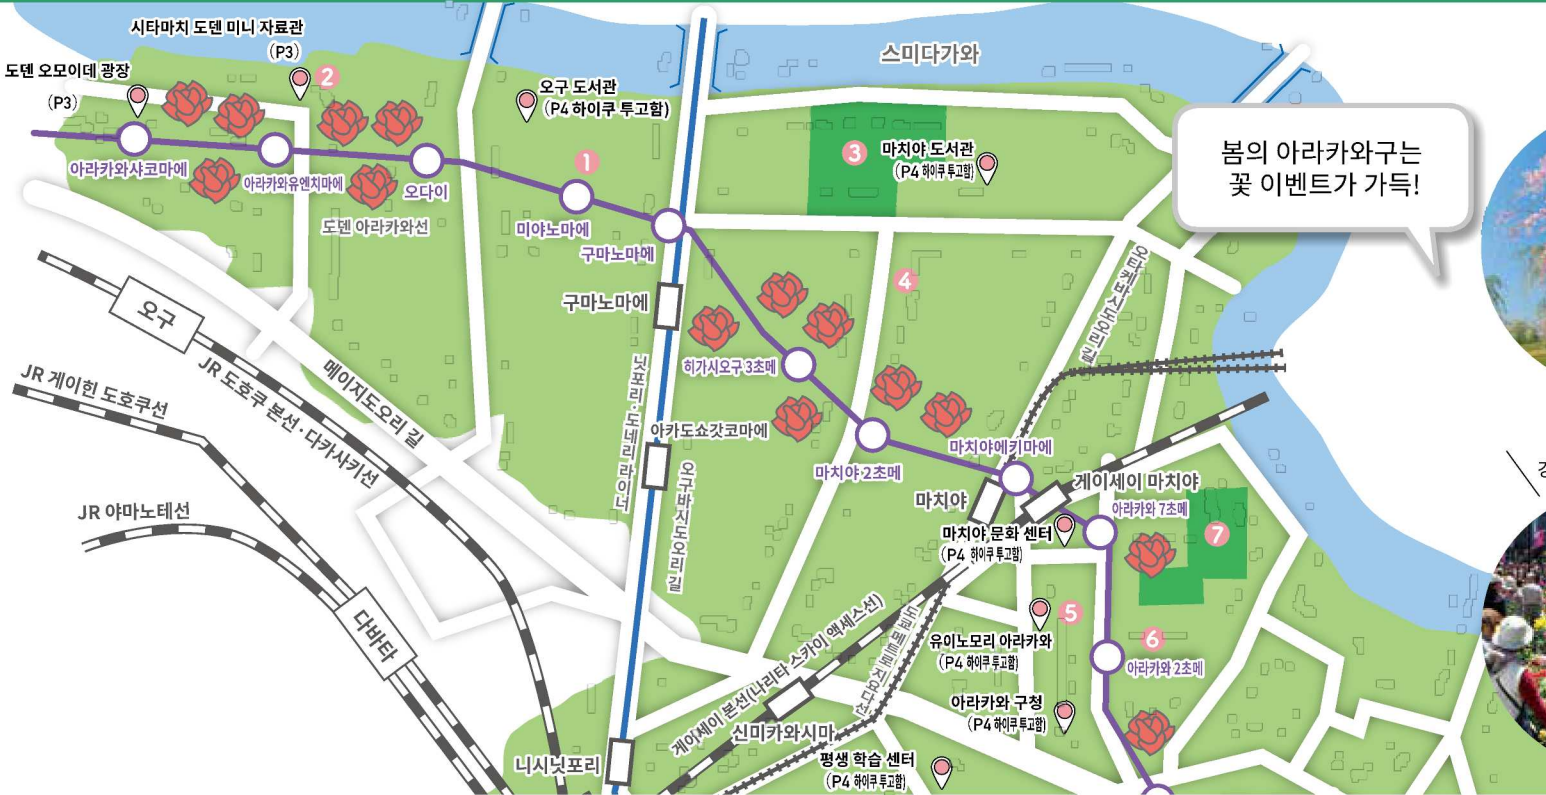 시타마치 도덴 미니 자료관
(P3)
도덴 오모이데 광장
(P3)
2
오구 도서관
(P4 하이쿠 투고함)
스미다가와
3
마치야 도서관
(P4 하이쿠 투고함)
봄의 아라카와구는
꽃 이벤트가 가득!
1
아라카와샤코마에
아라카와유엔치마에
오다이
도덴 아라카와선
미야노마에
구마노마에
4
오타케바시도오리 길
오구
구마노마에
JR 게이힌 도호쿠선
JR 도호쿠 본선·다카사키선
메이지도오리 길
히가시오구 3초메
닛포리·도네리 라이너
아카도쇼갓코마에
오구바시도오리 길
마치야 2초메
마치야에키마에
마치야
게이세이 마치야
아라카와 7초메
7
JR 야마노테선
마치야 문화 센터
(P4 하이쿠 투고함)
다바타
5
유이노모리 아라카와
(P4 하이쿠 투고함)
6
아라카와 2초메
게이세이 본선(나리타 스카이 액세스선)
도쿄 메트로 지요다선
아라카와 구청
(P4 하이쿠 투고함)
신미카와시마
니시닛포리
평생 학습 센터
(P4 하이쿠 투고함)